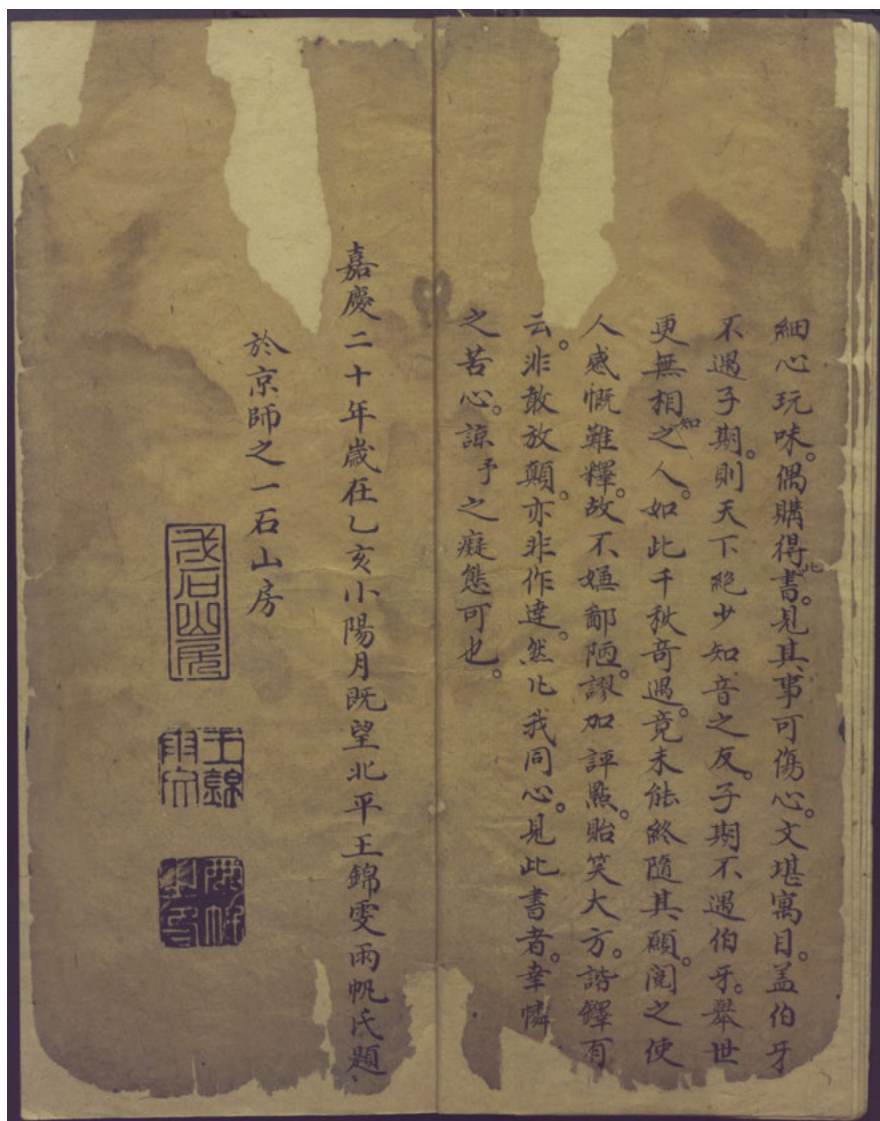 細心玩味。偶購得此書。見其事可傷心。文堪寓目。盖伯牙
不遇子期。則天下絕少知音之友。子期不遇伯牙。舉世
更無相知之人。如此千秋奇遇。竟未能終隨其願。閱之使
人感慨難釋。故不嫌鄙陋。謬加評點。貽笑大方。諧鐸有
云。非敢放顛。亦非作達。然凡我同心。見此書者。幸憐
之苦心。諒予之癡態可也。
嘉慶二十年歲在乙亥小陽月既望北平王錦雯雨帆氏題
於京師之一石山房